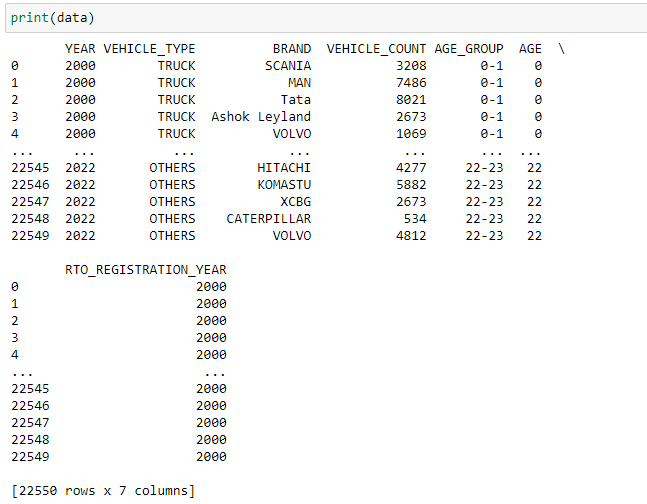 print(data)
YEAR VEHICLE_TYPE BRAND VEHICLE_COUNT AGE_GROUP AGE \
0 2000 TRUCK SCANIA 3208 0-1 0
1 2000 TRUCK MAN 7486 0-1 0
2 2000 TRUCK Tata 8021 0-1 0
3 2000 TRUCK Ashok Leyland 2673 0-1 0
4 2000 TRUCK VOLVO 1069 0-1 0
... ... ... ... ... ... ...
22545 2022 OTHERS HITACHI 4277 22-23 22
22546 2022 OTHERS KOMASTU 5882 22-23 22
22547 2022 OTHERS XCBG 2673 22-23 22
22548 2022 OTHERS CATERPILLAR 534 22-23 22
22549 2022 OTHERS VOLVO 4812 22-23 22
RTO_REGISTRATION_YEAR
0 2000
1 2000
2 2000
3 2000
4 2000
... ...
22545 2000
22546 2000
22547 2000
22548 2000
22549 2000
[22550 rows x 7 columns]